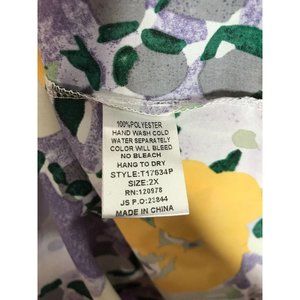 100%POLYESTER
HAND WASH COLD
WATER SEPARATELY
COLOR WILL BLEED
NO BLEACH
HANG TO DRY
STYLE:T17634P
SIZE:2X
RN:120978
JS P.O:23844
MADE IN CHINA